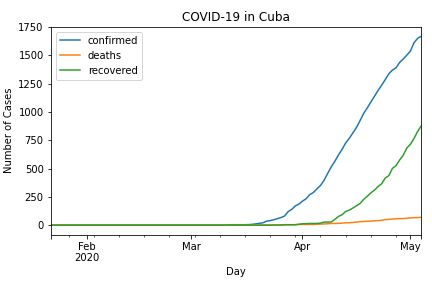 COVID-19 in Cuba
confirmed
deaths
recovered
Number of Cases
1750
1500
1250
1000
750
500
250
0
Feb
2020
Mar
Apr
May
Day